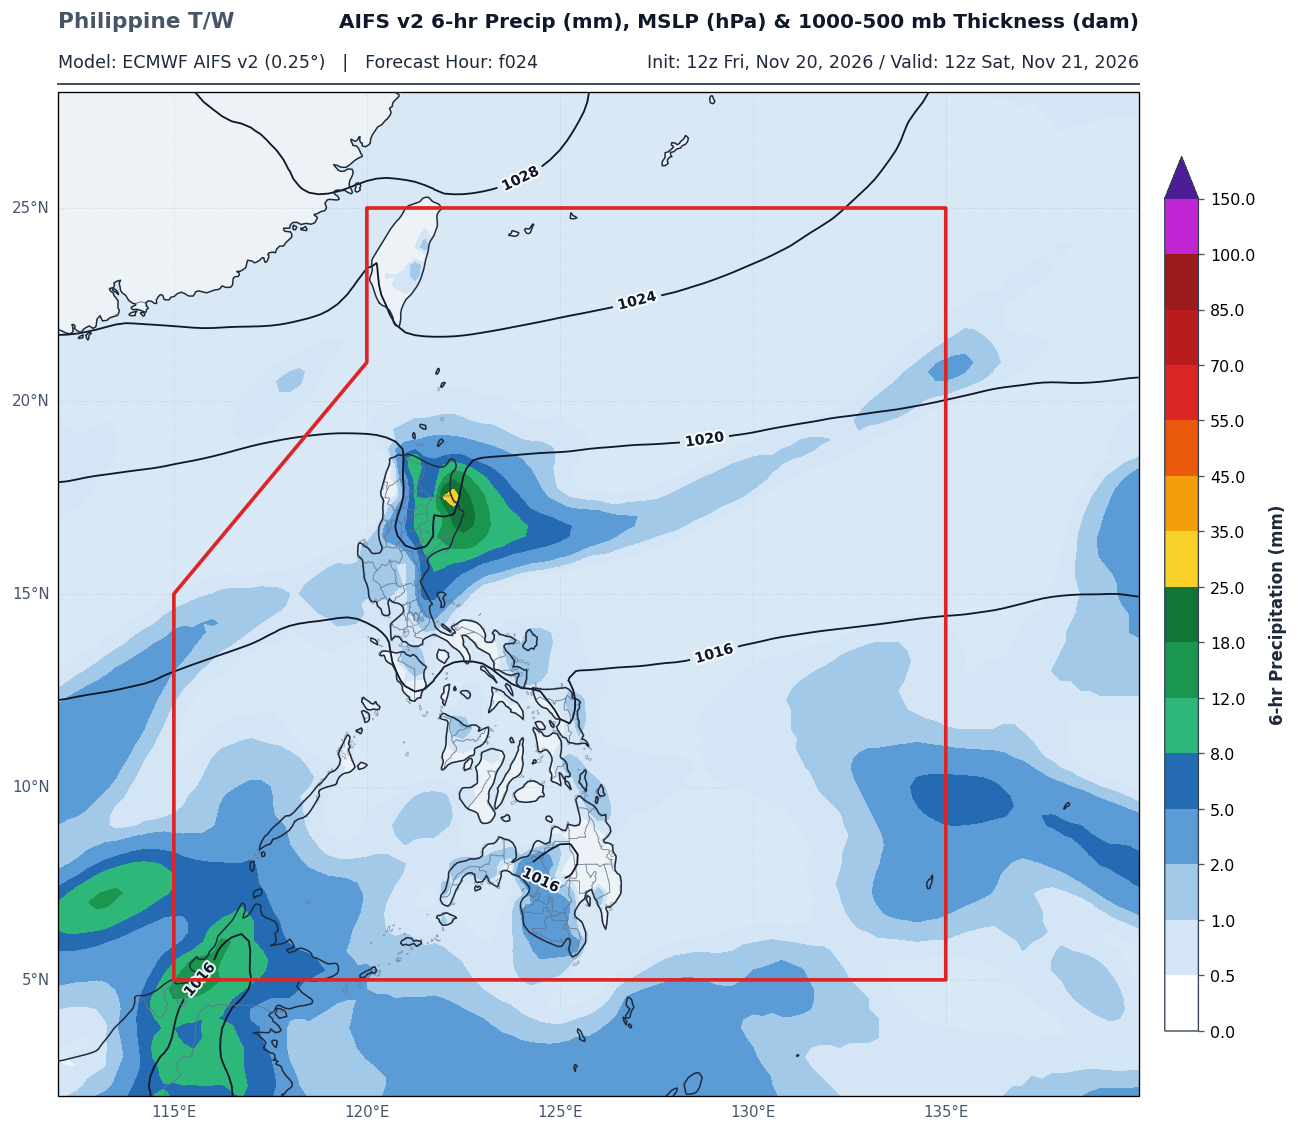 Philippine T/W
AIFS v2 6-hr Precip (mm), MSLP (hPa) & 1000-500 mb Thickness (dam)
Model: ECMWF AIFS v2 (0.25°) | Forecast Hour: f024
Init: 12z Fri, Nov 20, 2026 / Valid: 12z Sat, Nov 21, 2026
1028
1024
1020
1016
1016
1016
25°N
20°N
15°N
10°N
5°N
115°E
120°E
125°E
130°E
135°E
150.0
100.0
85.0
70.0
55.0
45.0
35.0
25.0
18.0
12.0
8.0
5.0
2.0
1.0
0.5
0.0
6-hr Precipitation (mm)